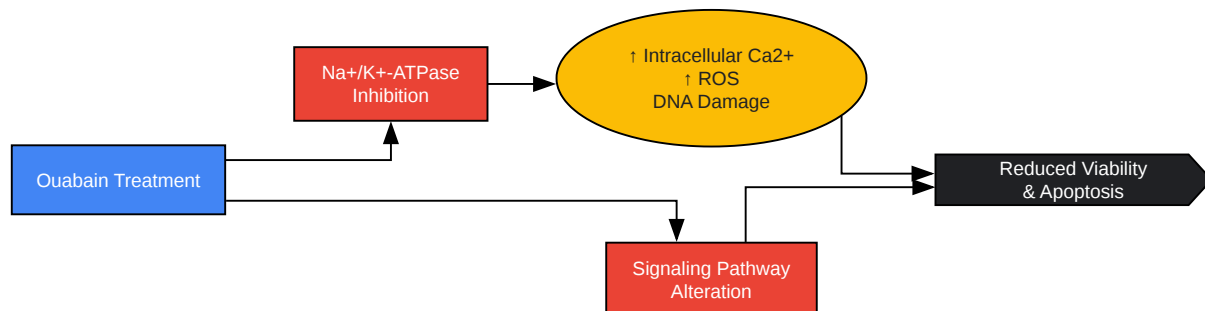 ↑ Intracellular Ca2+
↑ ROS
DNA Damage
Na+/K+-ATPase
Inhibition
Ouabain Treatment
Reduced Viability
& Apoptosis
Signaling Pathway
Alteration